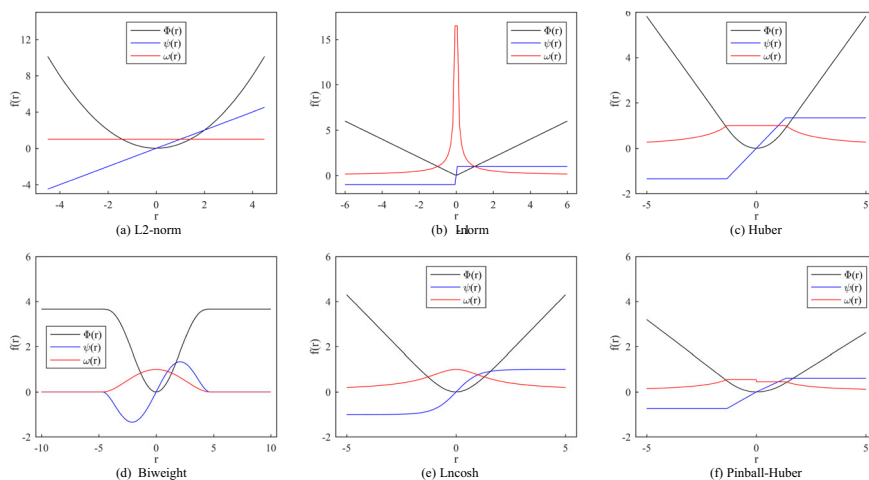 12
8
4
0
-4
f(r)
Φ(r)
ψ(r)
ω(r)
-4 -2 0 2 4
r
(a) L2-norm
15
10
5
0
f(r)
Φ(r)
ψ(r)
ω(r)
-6 -4 -2 0 2 4 6
r
(b) L1-norm
6
4
2
0
-2
f(r)
Φ(r)
ψ(r)
ω(r)
-5 0 5
r
(c) Huber
6
4
2
0
-2
f(r)
Φ(r)
ψ(r)
ω(r)
-10 -5 0 5 10
r
(d) Biweight
6
4
2
0
-2
f(r)
Φ(r)
ψ(r)
ω(r)
-5 0 5
r
(e) Lncosh
6
4
2
0
-2
f(r)
Φ(r)
ψ(r)
ω(r)
-5 0 5
r
(f) Pinball-Huber